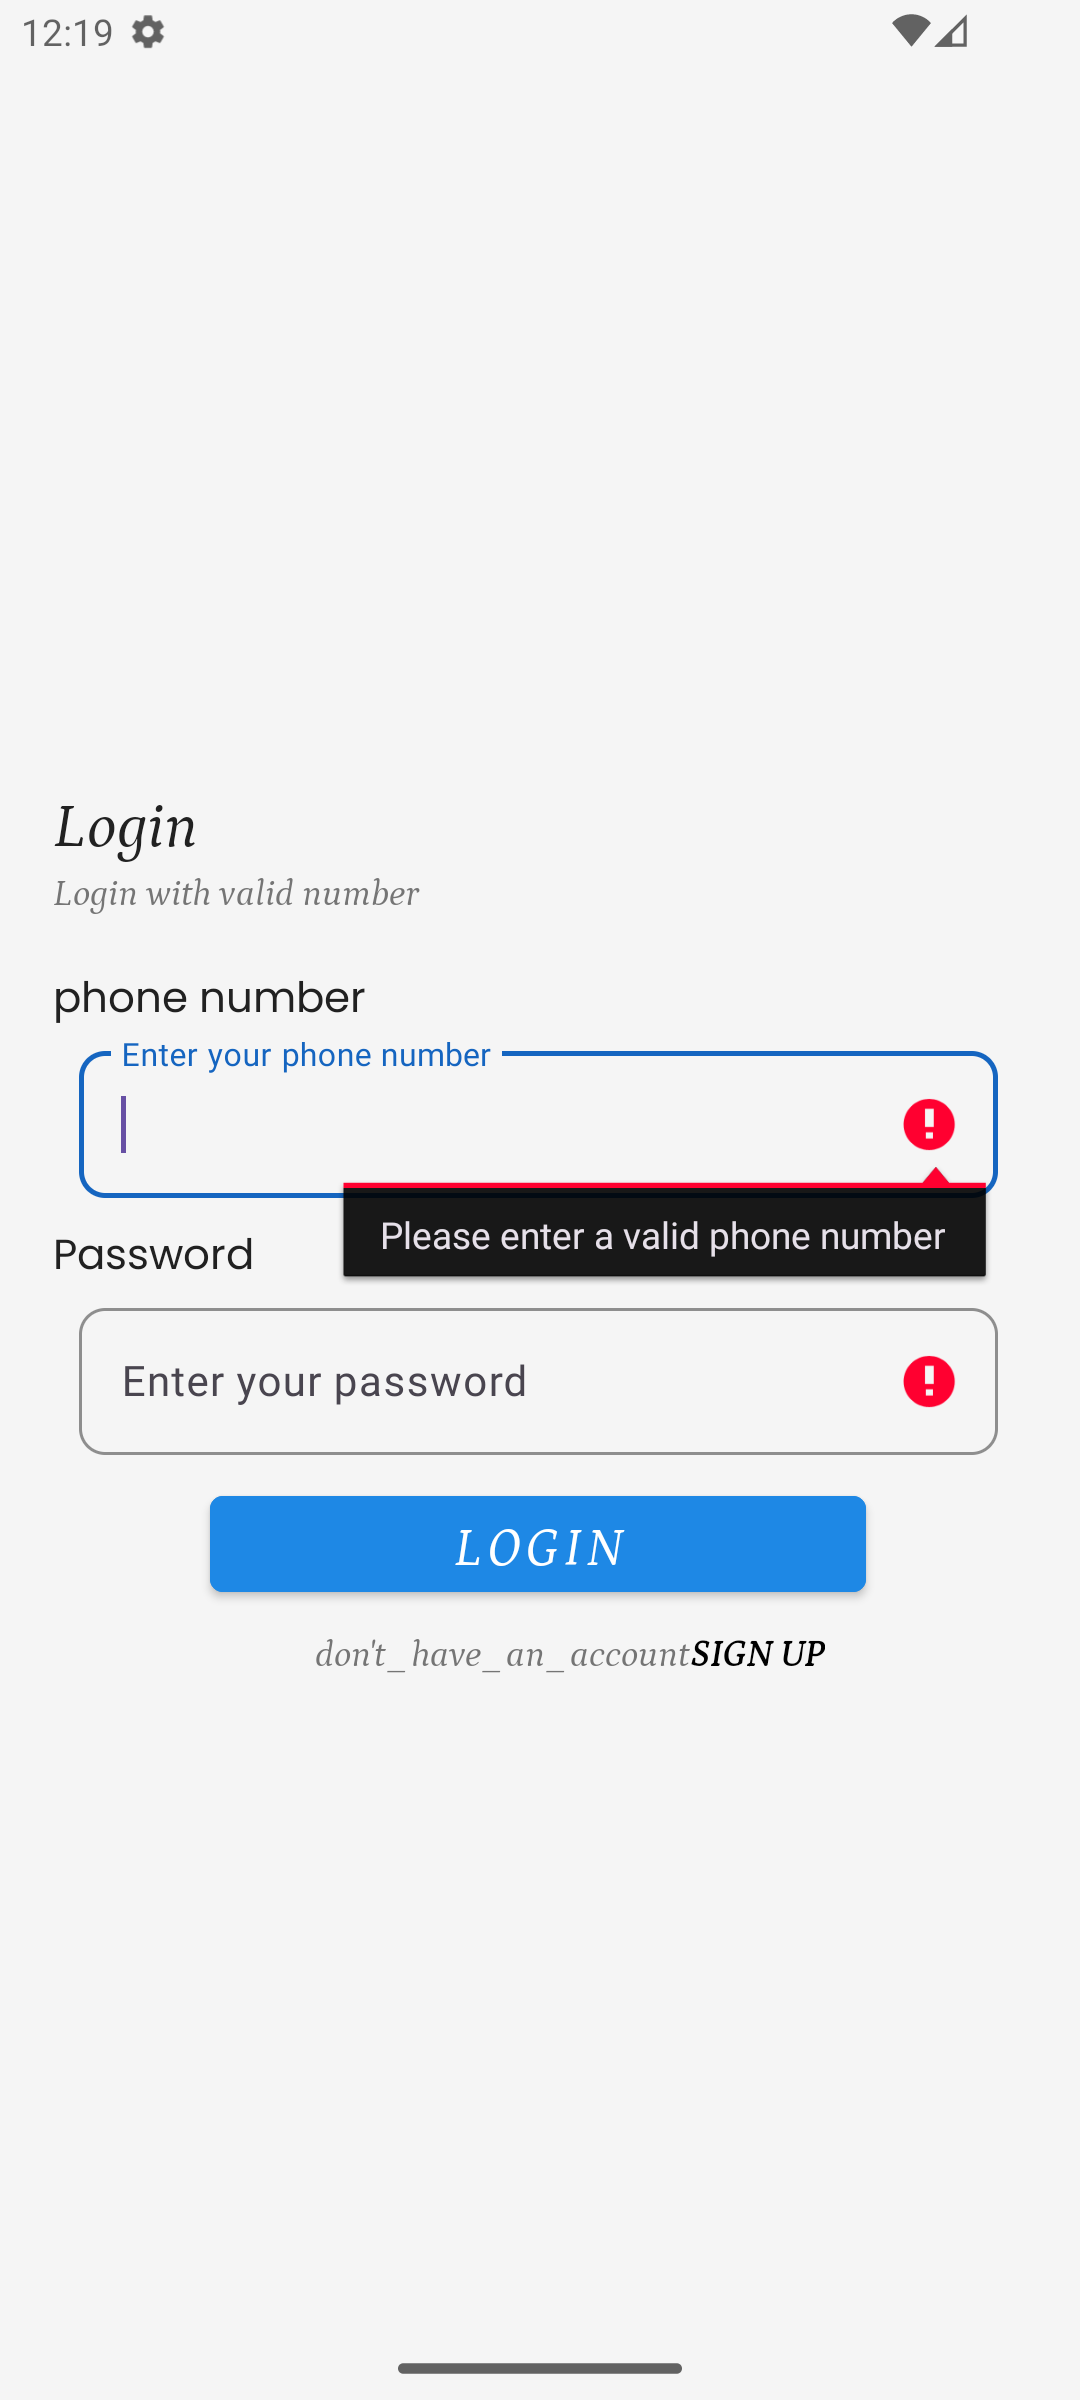 12:19
Login
Login with valid number
phone number
Enter your phone number
Please enter a valid phone number
Password
Enter your password
LOGIN
don't_have_an_accountSIGN UP